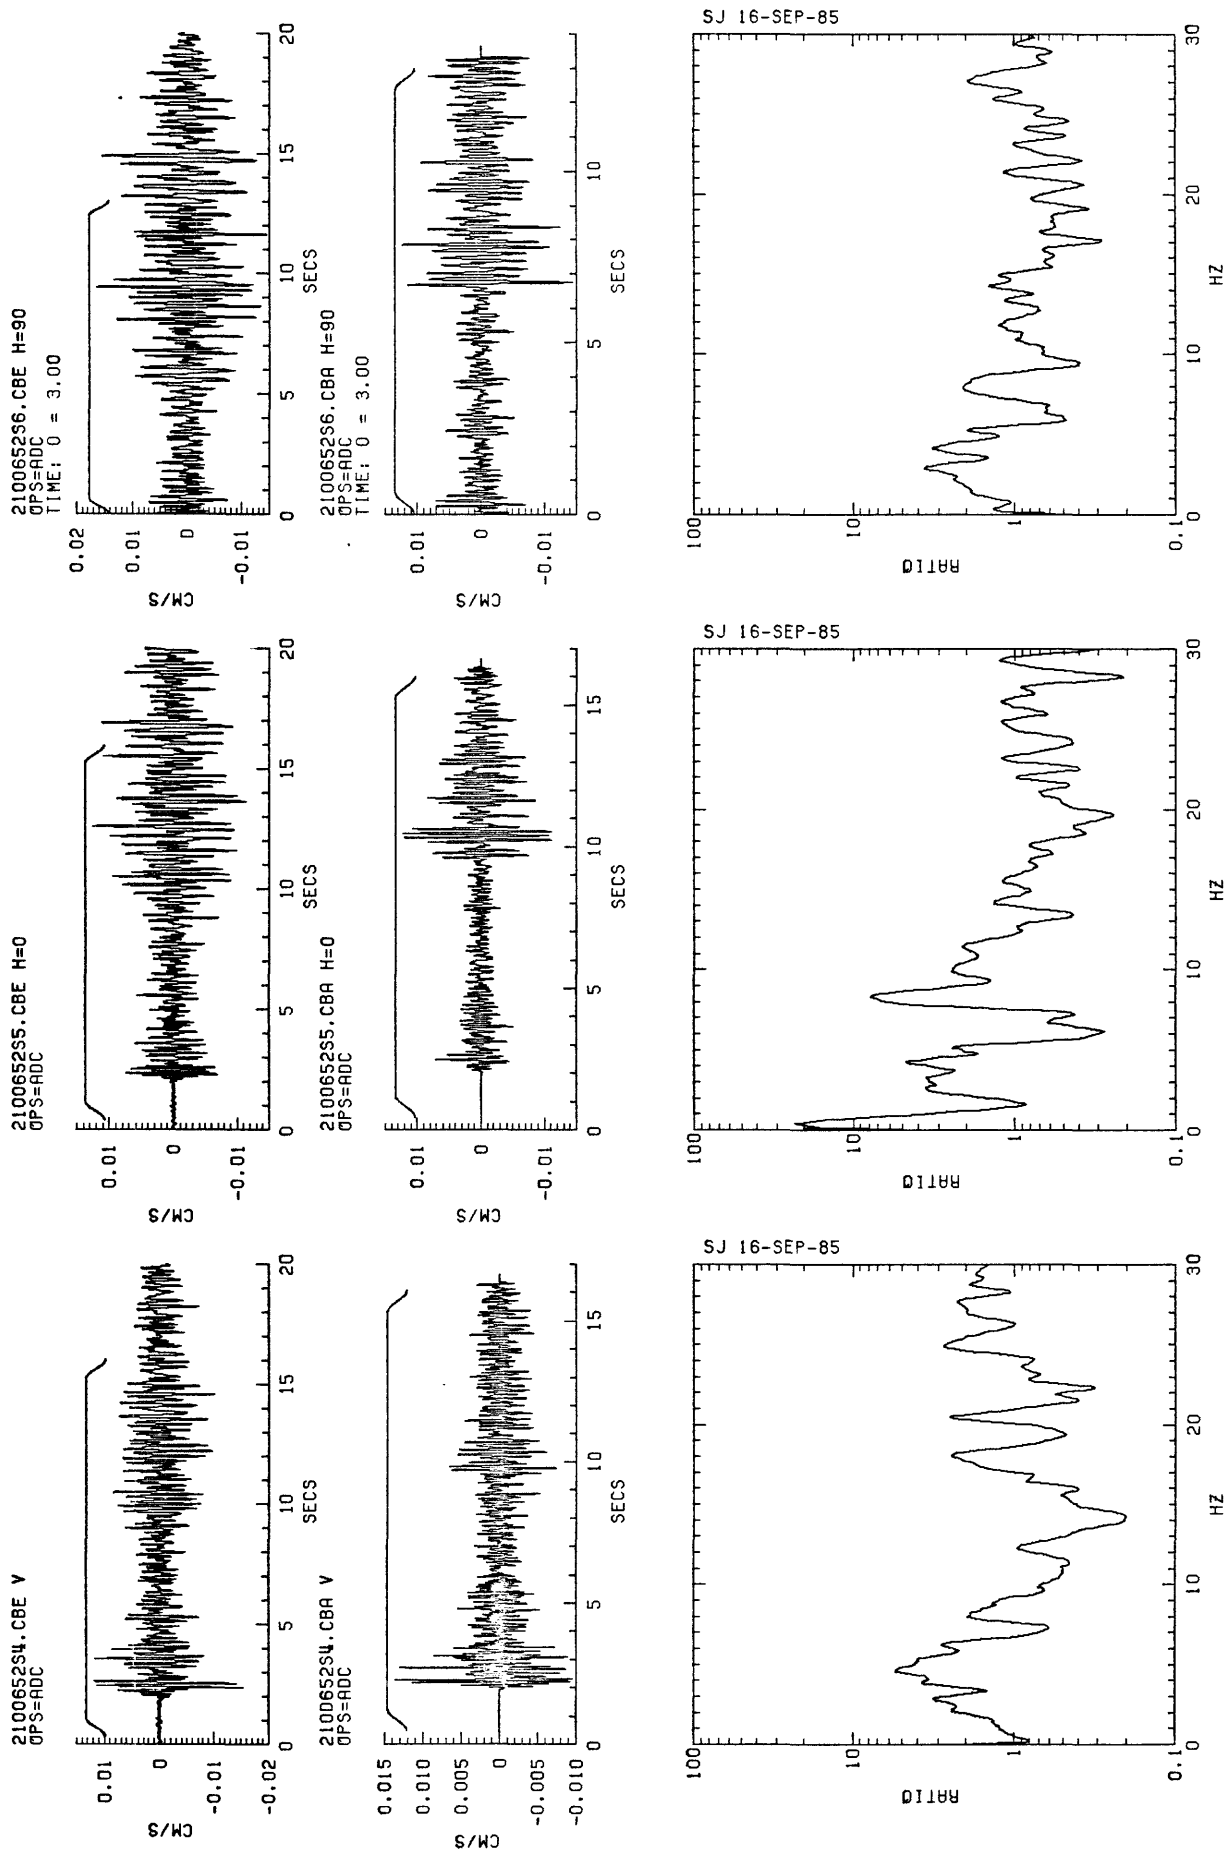 2100652S4.CBE V
OPS=ADC
CM/S
0.01
0
-0.01
-0.02
0
5
10
15
20
SECS
2100652S4.CBA V
OPS=ADC
CM/S
0.015
0.010
0.005
0
-0.005
-0.010
0
5
10
15
SECS
SJ 16-SEP-85
RATIO
100
10
1
0.1
0
10
20
30
HZ
2100652S5.CBE H=0
OPS=ADC
CM/S
0.01
0
-0.01
0
5
10
15
20
SECS
2100652S5.CBA H=0
OPS=ADC
CM/S
0.01
0
-0.01
0
5
10
15
SECS
SJ 16-SEP-85
RATIO
100
10
1
0.1
0
10
20
30
HZ
2100652S6.CBE H=90
OPS=ADC
TIME: 0 = 3.00
CM/S
0.02
0.01
0
-0.01
0
5
10
15
20
SECS
2100652S6.CBA H=90
OPS=ADC
TIME: 0 = 3.00
CM/S
0.01
0
-0.01
0
5
10
SECS
SJ 16-SEP-85
RATIO
100
10
1
0.1
0
10
20
30
HZ